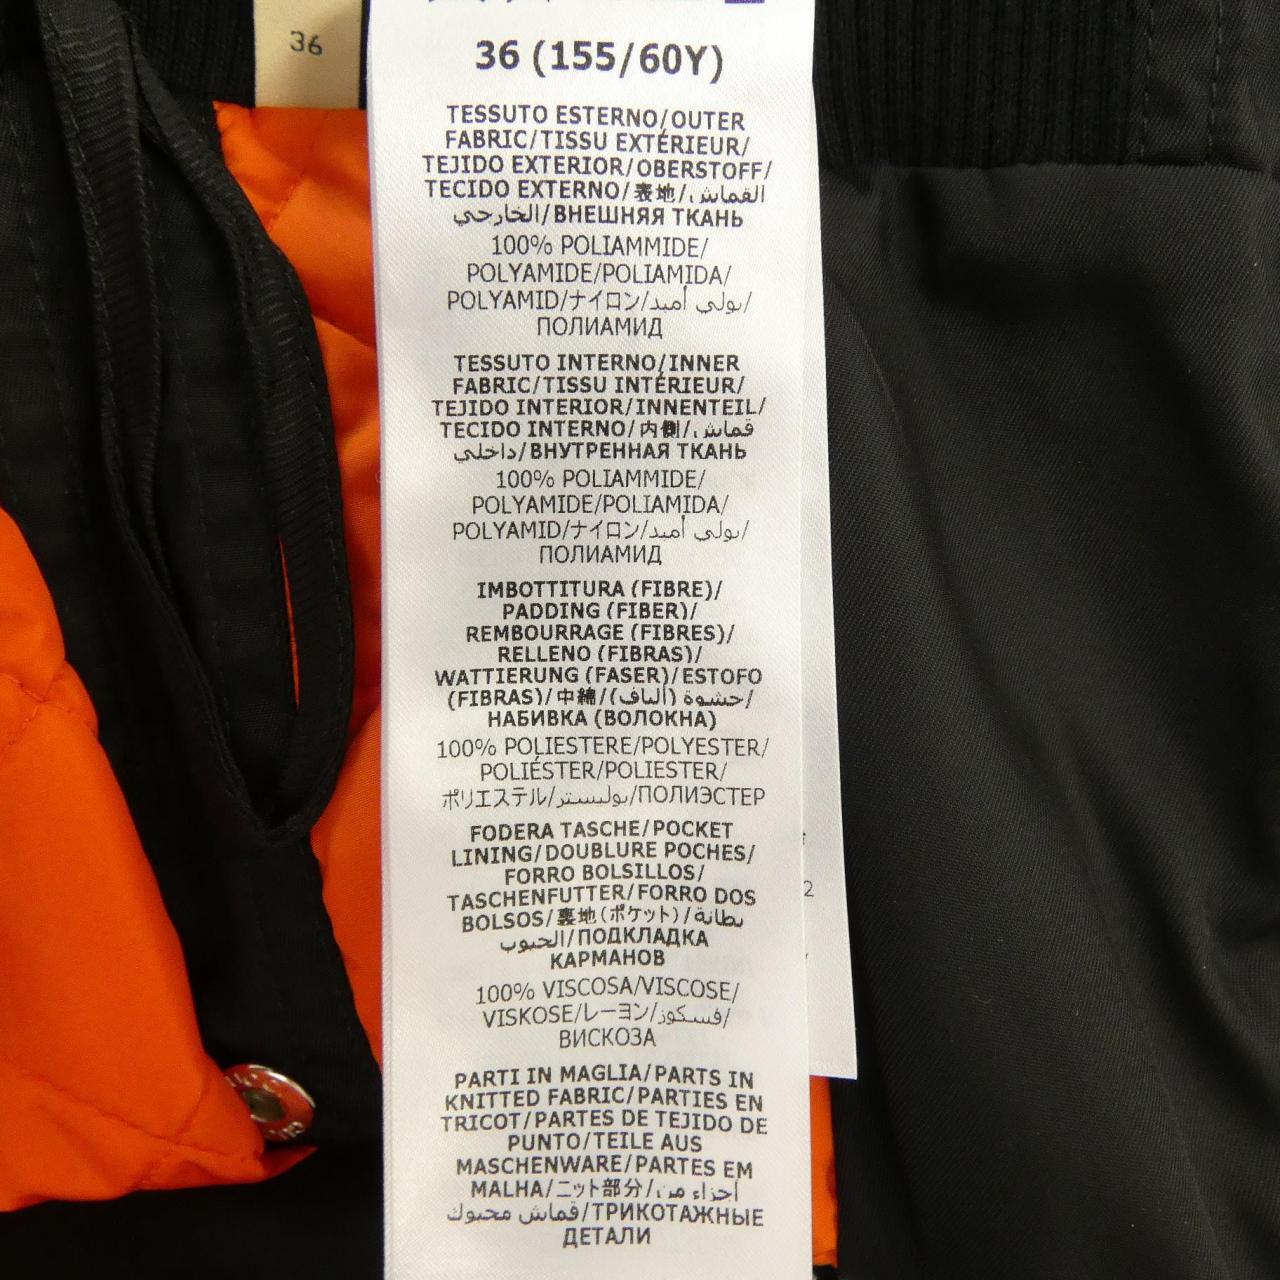 36
36 (155/60Y)
TESSUTO ESTERNO/OUTER
FABRIC/TISSU EXTÉRIEUR/
TEJIDO EXTERIOR/OBERSTOFF/
TECIDO EXTERNO/表地/القماش
الخارجي/ВНЕШНЯЯ ТКАНЬ
100% POLIAMMIDE/
POLYAMIDE/POLIAMIDA/
POLYAMID/ナイロン/بولي أميد/
ПОЛИАМИД
TESSUTO INTERNO/INNER
FABRIC/TISSU INTÉRIEUR/
TEJIDO INTERIOR/INNENTEIL/
TECIDO INTERNO/内側/قماش
داخلي/ВНУТРЕННАЯ ТКАНЬ
100% POLIAMMIDE/
POLYAMIDE/POLIAMIDA/
POLYAMID/ナイロン/بولي أميد/
ПОЛИАМИД
IMBOTTITURA (FIBRE)/
PADDING (FIBER)/
REMBOURRAGE (FIBRES)/
RELLENO (FIBRAS)/
WATTIERUNG (FASER)/ESTOFO
(FIBRAS)/中綿/حشوة (ألياف)/
НАБИВКА (ВОЛОКНА)
100% POLIESTERE/POLYESTER/
POLIÉSTER/POLIESTER/
ポリエステル/بوليستر/ПОЛИЭСТЕР
FODERA TASCHE/POCKET
LINING/DOUBLURE POCHES/
FORRO BOLSILLOS/
TASCHENFUTTER/FORRO DOS
BOLSOS/裏地(ポケット)/بطانة
الجيوب/ПОДКЛАДКА
КАРМАНОВ
100% VISCOSA/VISCOSE/
VISKOSE/レーヨン/فسكوز/
ВИСКОЗА
PARTI IN MAGLIA/PARTS IN
KNITTED FABRIC/PARTIES EN
TRICOT/PARTES DE TEJIDO DE
PUNTO/TEILE AUS
MASCHENWARE/PARTES EM
MALHA/ニット部分/أجزاء من
قماش محبوك/ТРИКОТАЖНЫЕ
ДЕТАЛИ
2